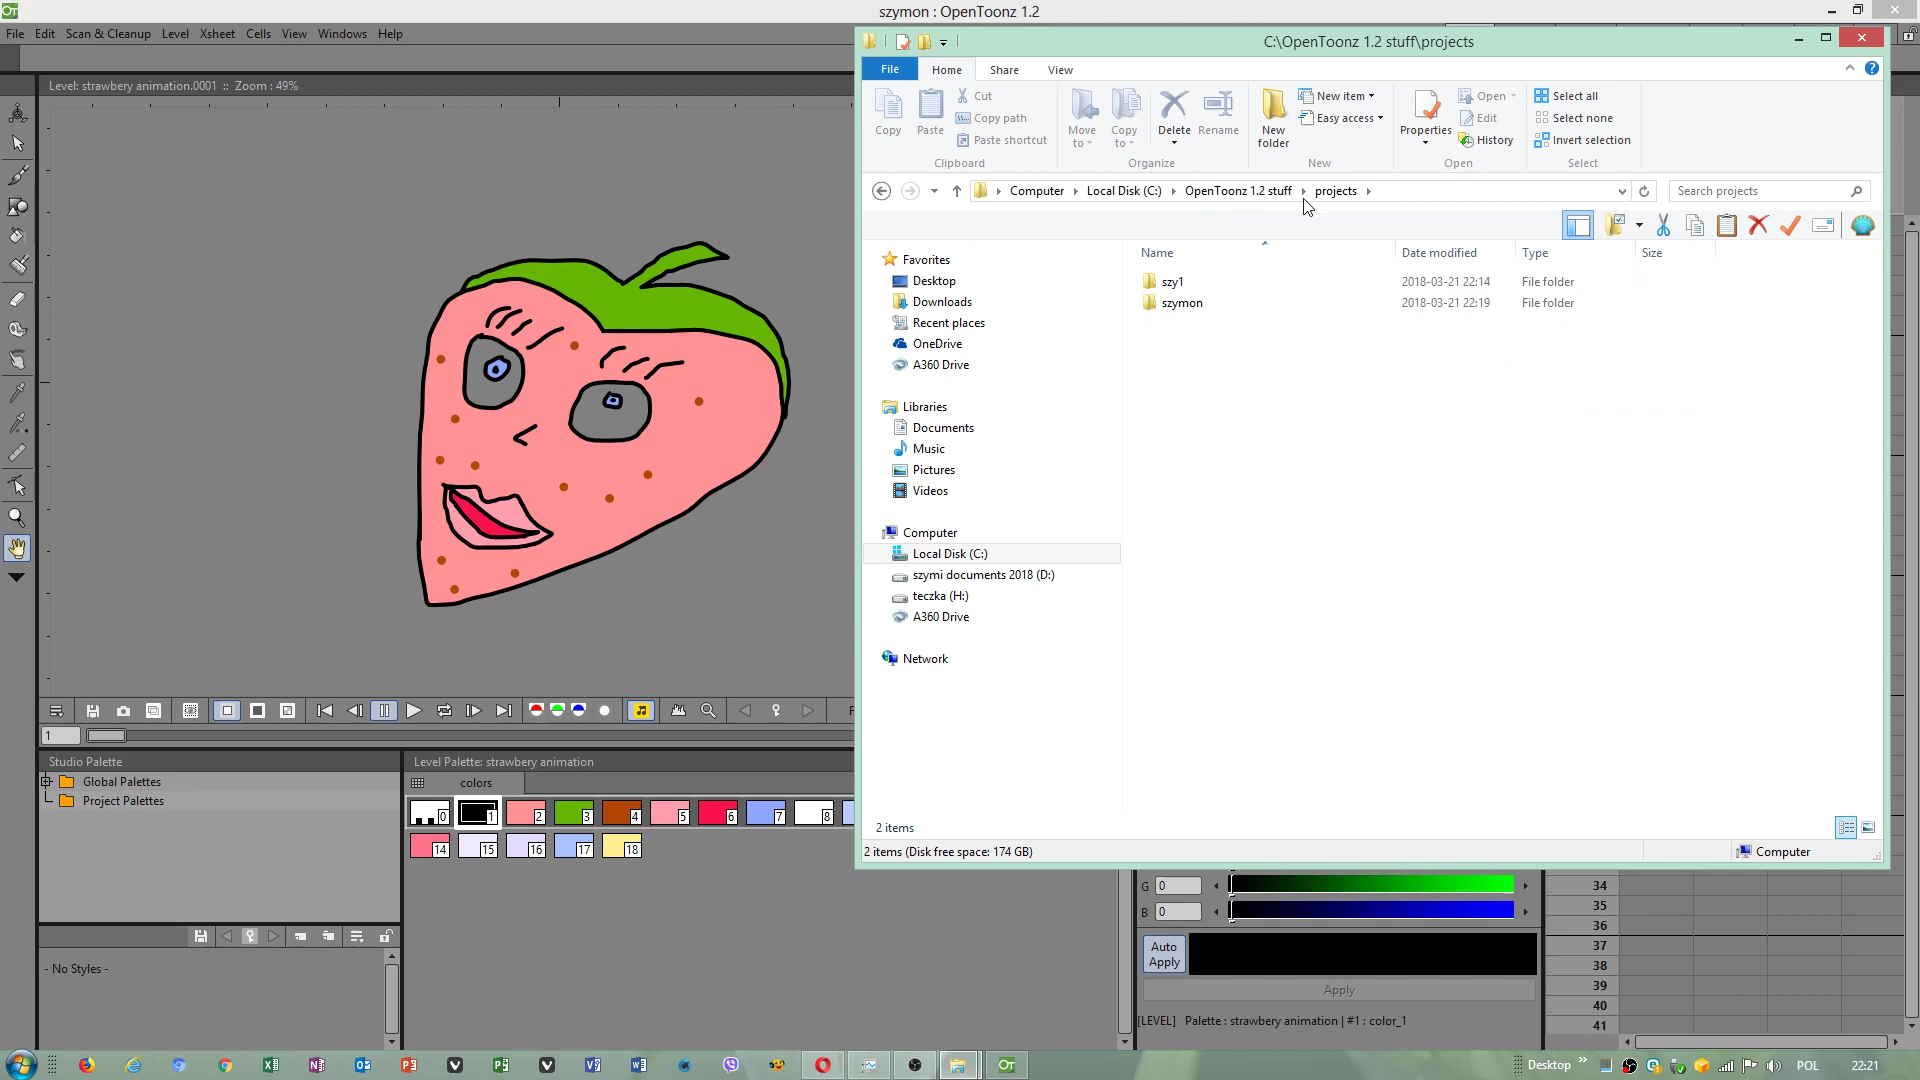 szymon : OpenToonz 1.2
File Edit Scan & Cleanup Level Xsheet Cells View Windows Help
Level: strawbery animation.0001 :: Zoom : 49%
C:\OpenToonz 1.2 stuff\projects
File Home Share View
Copy
Paste
Cut
Copy path
Paste shortcut
Clipboard
Move to
Copy to
Delete
Rename
Organize
New folder
New item
Easy access
New
Properties
Open
Edit
History
Open
Select all
Select none
Invert selection
Select
Computer Local Disk (C:) OpenToonz 1.2 stuff projects
Search projects
Name Date modified Type Size
szy1 2018-03-21 22:14 File folder
szymon 2018-03-21 22:19 File folder
Favorites
Desktop
Downloads
Recent places
OneDrive
A360 Drive
Libraries
Documents
Music
Pictures
Videos
Computer
Local Disk (C:)
szymi documents 2018 (D:)
teczka (H:)
A360 Drive
Network
2 items
2 items (Disk free space: 174 GB)
Computer
1
Studio Palette
Global Palettes
Project Palettes
- No Styles -
Level Palette: strawbery animation
colors
0 1 2 3 4 5 6 7 8
14 15 16 17 18
G 0
B 0
Auto Apply
Apply
[LEVEL] Palette : strawbery animation | #1 : color_1
34
35
36
37
38
39
40
41
Desktop
POL
22:21